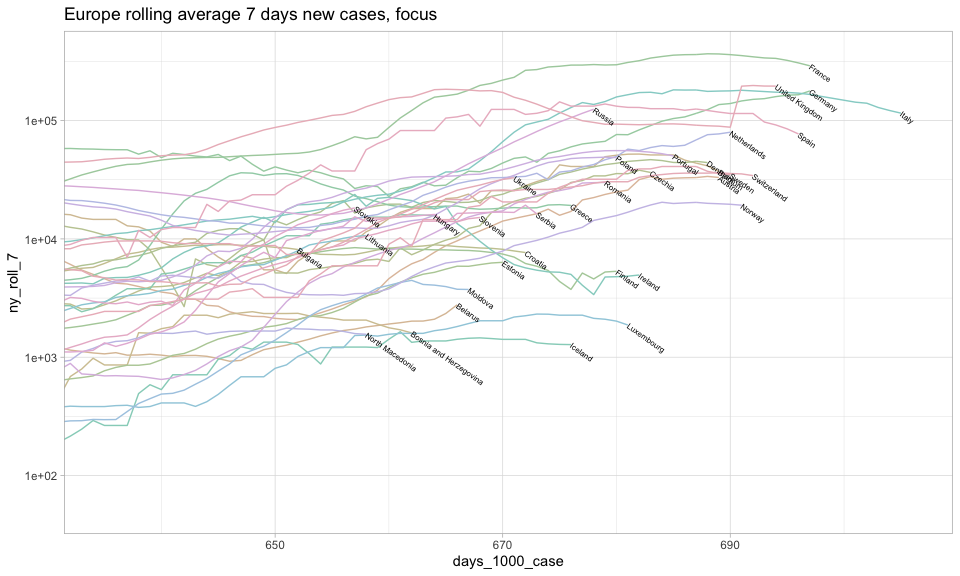 Europe rolling average 7 days new cases, focus
ny_roll_7
1e+05
1e+04
1e+03
1e+02
France
United Kingdom
Germany
Italy
Russia
Spain
Netherlands
Poland
Czechia
Portugal
Sweden
Austria
Switzerland
Ukraine
Romania
Norway
Slovakia
Hungary
Slovenia
Serbia
Greece
Lithuania
Bulgaria
Croatia
Estonia
Finland
Ireland
Moldova
Belarus
Luxembourg
North Macedonia
Bosnia and Herzegovina
Iceland
650
670
690
days_1000_case